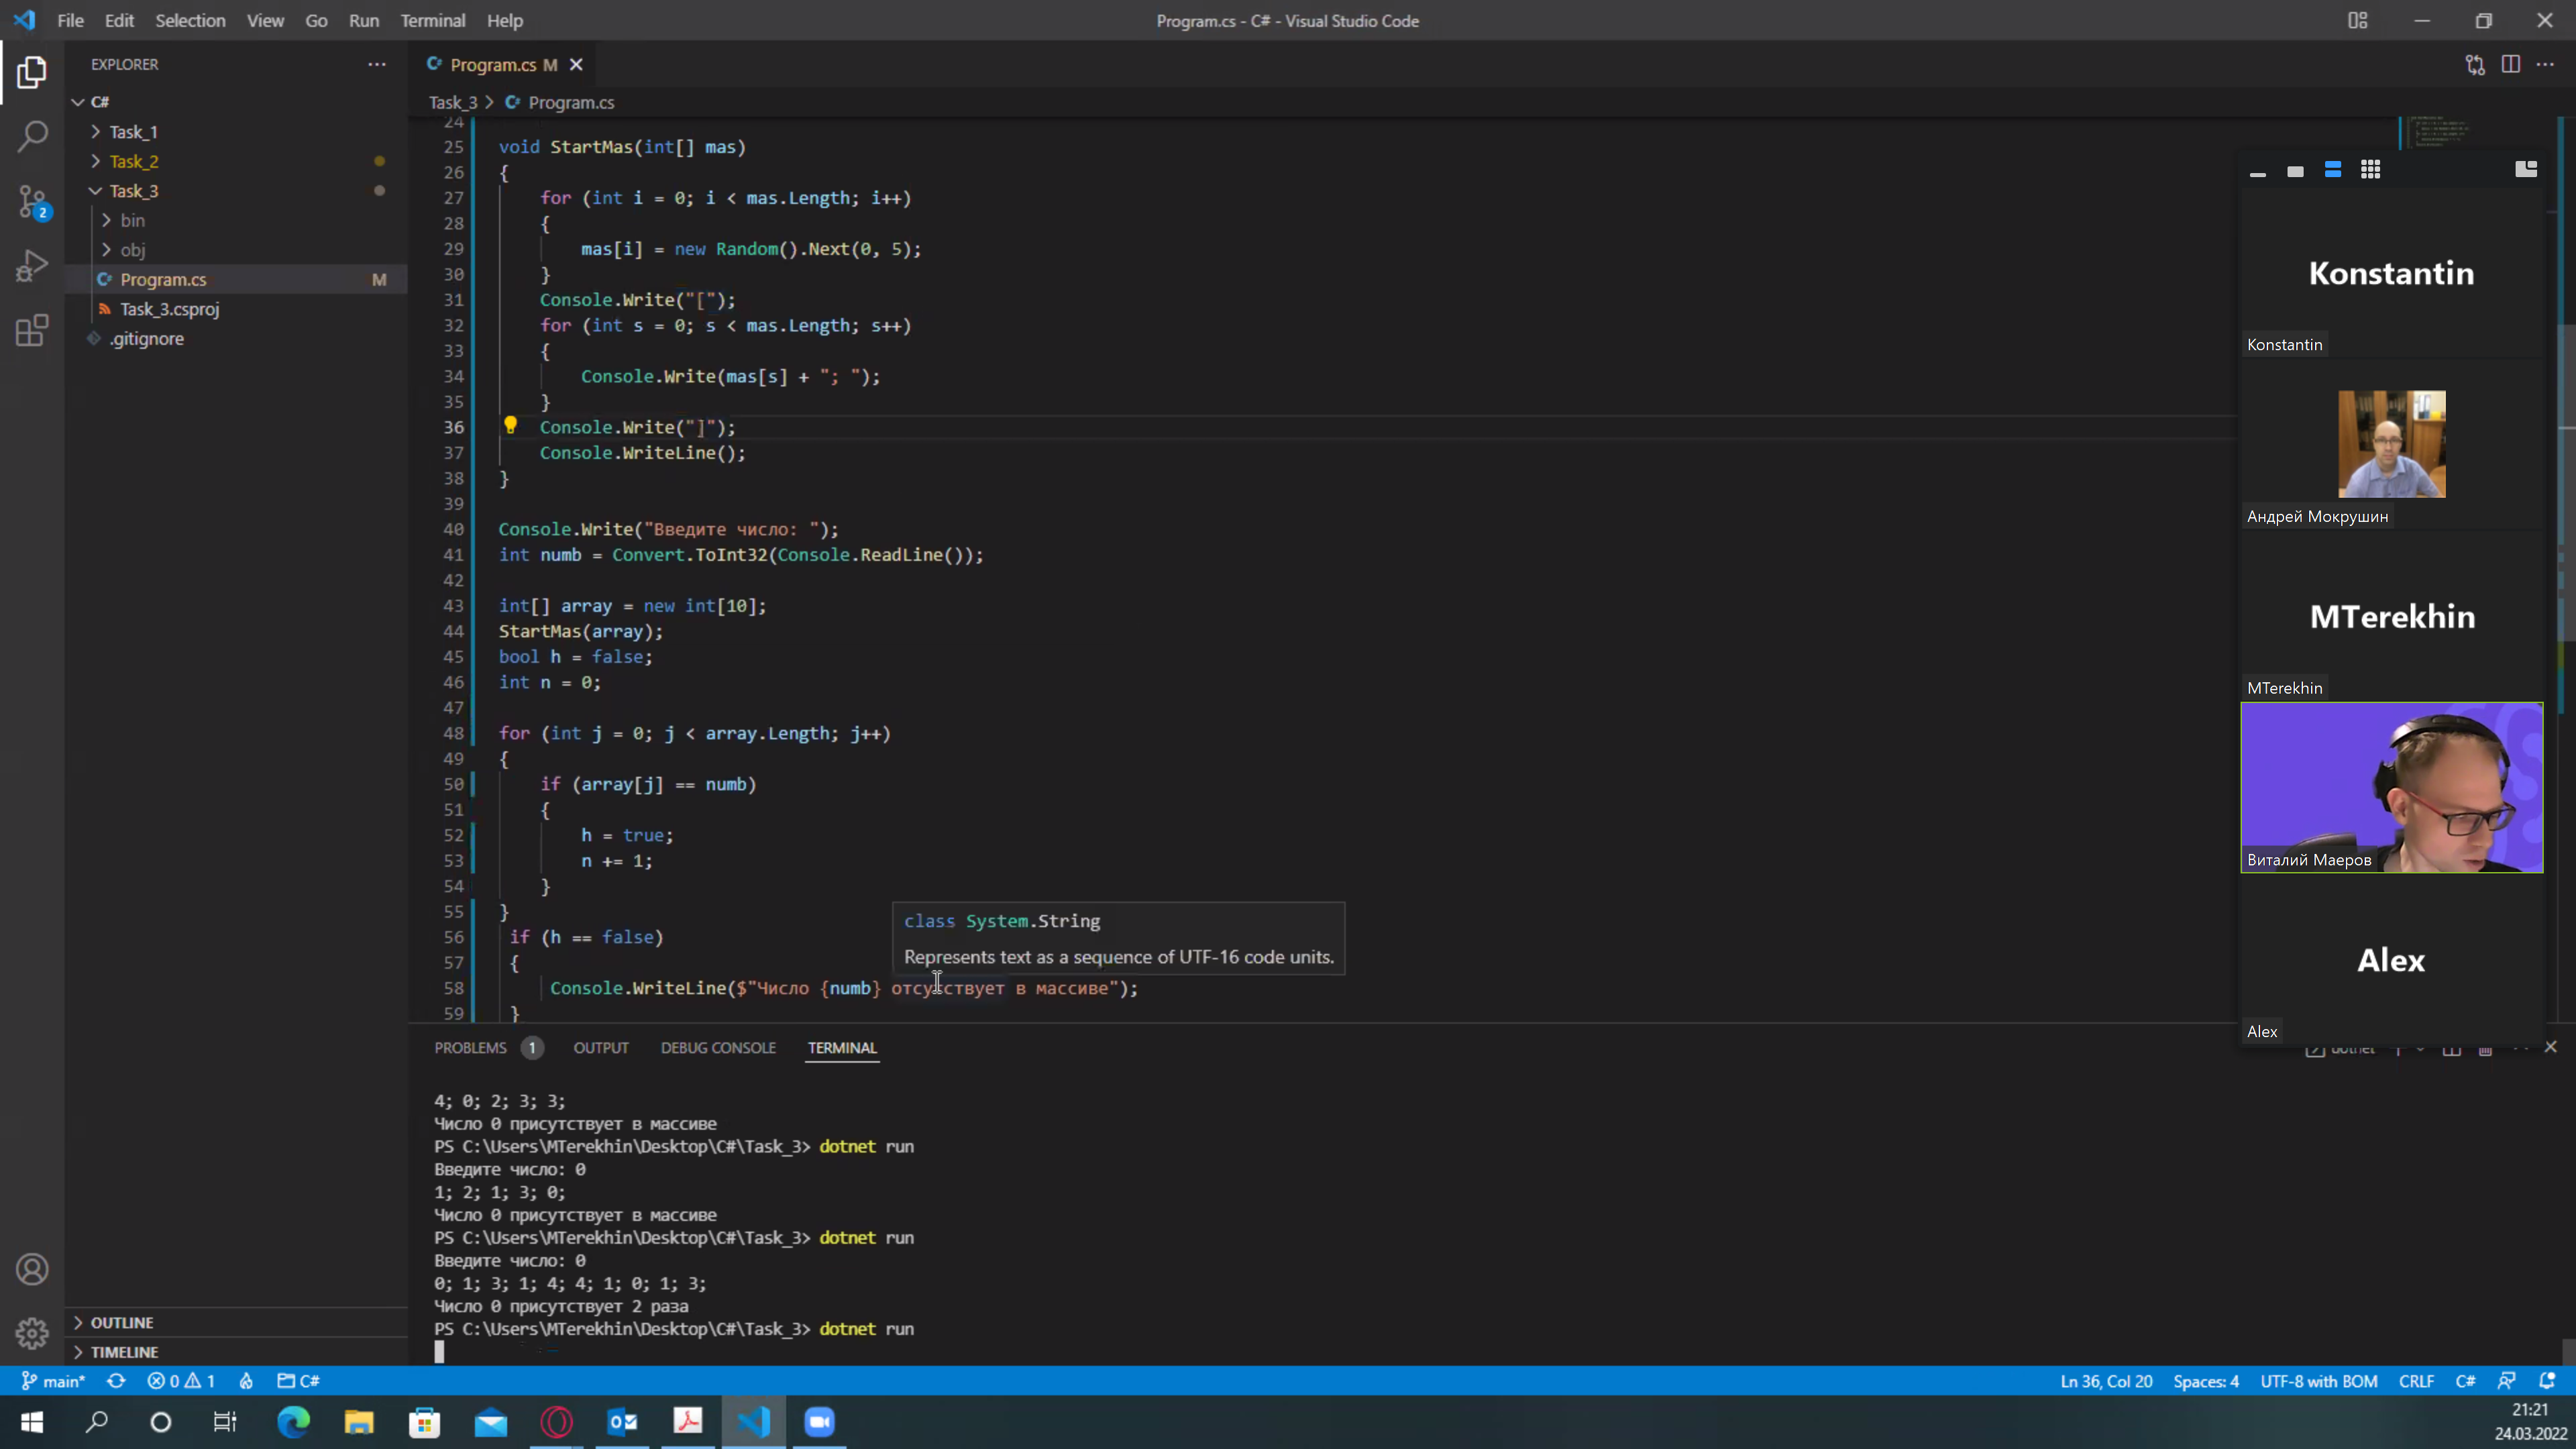 File Edit Selection View Go Run Terminal Help
Program.cs - C# - Visual Studio Code
EXPLORER
C#
Task_1
Task_2
Task_3
bin
obj
Program.cs M
Task_3.csproj
.gitignore
OUTLINE
TIMELINE
Program.cs M
Task_3 > Program.cs
24
25 void StartMas(int[] mas)
26 {
27 for (int i = 0; i < mas.Length; i++)
28 {
29 mas[i] = new Random().Next(0, 5);
30 }
31 Console.Write("[");
32 for (int s = 0; s < mas.Length; s++)
33 {
34 Console.Write(mas[s] + "; ");
35 }
36 Console.Write("]");
37 Console.WriteLine();
38 }
39
40 Console.Write("Введите число: ");
41 int numb = Convert.ToInt32(Console.ReadLine());
42
43 int[] array = new int[10];
44 StartMas(array);
45 bool h = false;
46 int n = 0;
47
48 for (int j = 0; j < array.Length; j++)
49 {
50 if (array[j] == numb)
51 {
52 h = true;
53 n += 1;
54 }
55 }
56 if (h == false)
57 {
58 Console.WriteLine($"Число {numb} отсутствует в массиве");
59 }
class System.String
Represents text as a sequence of UTF-16 code units.
PROBLEMS 1 OUTPUT DEBUG CONSOLE TERMINAL
dotnet
4; 0; 2; 3; 3;
Число 0 присутствует в массиве
PS C:\Users\MTerekhin\Desktop\C#\Task_3> dotnet run
Введите число: 0
1; 2; 1; 3; 0;
Число 0 присутствует в массиве
PS C:\Users\MTerekhin\Desktop\C#\Task_3> dotnet run
Введите число: 0
0; 1; 3; 1; 4; 4; 1; 0; 1; 3;
Число 0 присутствует 2 раза
PS C:\Users\MTerekhin\Desktop\C#\Task_3> dotnet run
Konstantin
Konstantin
Андрей Мокрушин
MTerekhin
MTerekhin
Виталий Маеров
Alex
Alex
2
main* 0 1 C#
Ln 36, Col 20 Spaces: 4 UTF-8 with BOM CRLF C#
21:21
24.03.2022